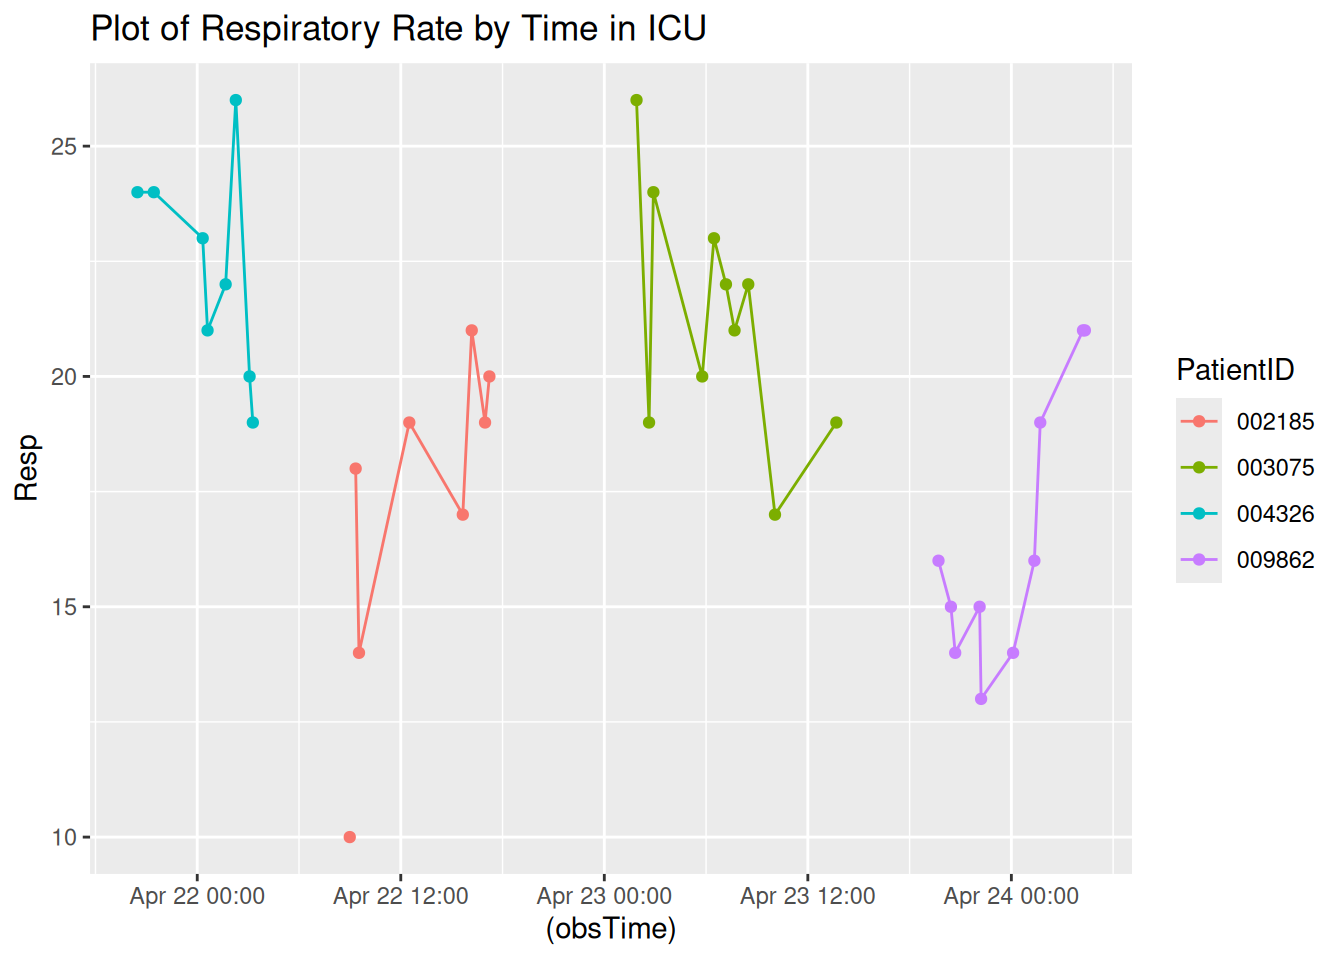 Plot of Respiratory Rate by Time in ICU
Resp
25
20
15
10
Apr 22 00:00
Apr 22 12:00
Apr 23 00:00
Apr 23 12:00
Apr 24 00:00
(obsTime)
PatientID
002185
003075
004326
009862